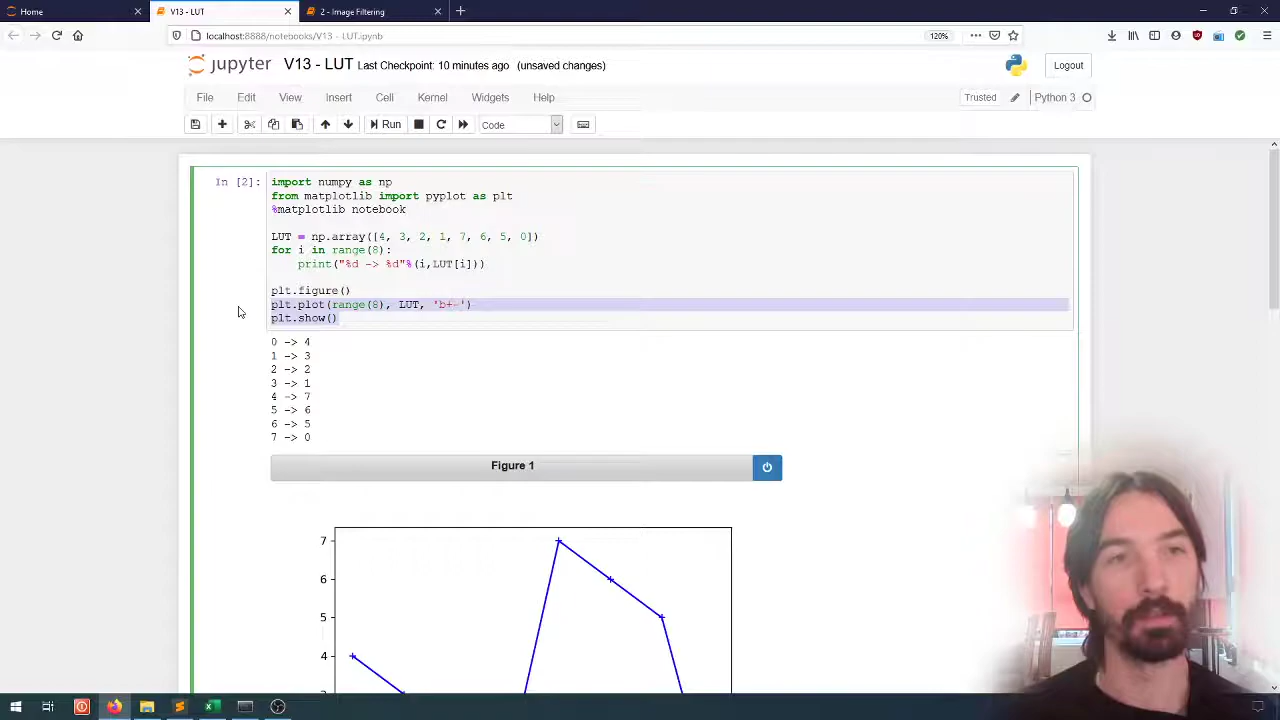 Home
V13 - LUT
2 - Image Filtering
localhost:8888/notebooks/V13 - LUT.ipynb
120%
jupyter V13 - LUT Last Checkpoint: 10 minutes ago (unsaved changes)
Logout
File Edit View Insert Cell Kernel Widgets Help
Trusted
Python 3
Run
Code
In [2]:
import numpy as np
from matplotlib import pyplot as plt
%matplotlib notebook
LUT = np.array([4, 3, 2, 1, 7, 6, 5, 0])
for i in range(8):
print("%d -> %d"%(i,LUT[i]))
plt.figure()
plt.plot(range(8), LUT, 'b+-')
plt.show()
0 -> 4
1 -> 3
2 -> 2
3 -> 1
4 -> 7
5 -> 6
6 -> 5
7 -> 0
Figure 1
7
6
5
4
3